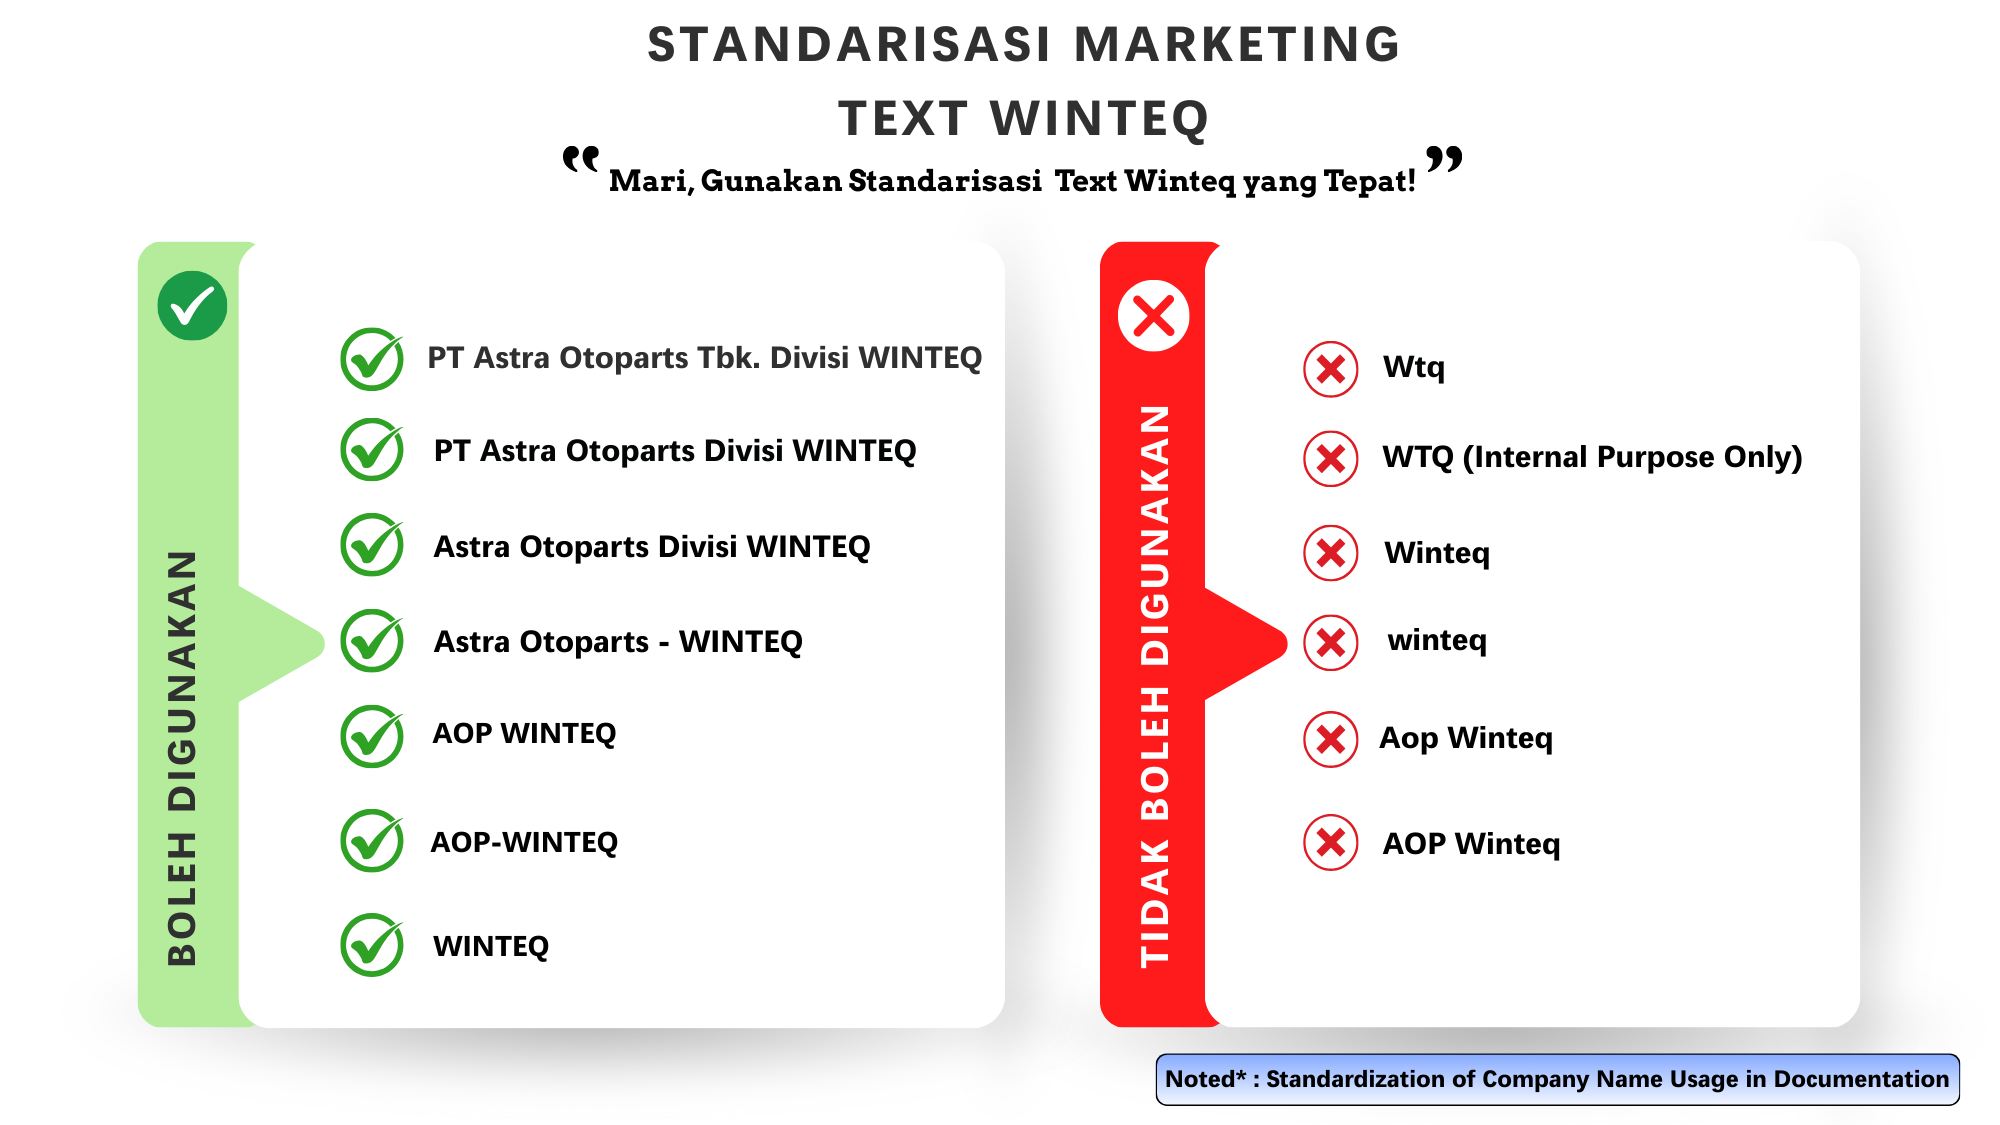 STANDARISASI MARKETING
TEXT WINTEQ
“ Mari, Gunakan Standarisasi Text Winteq yang Tepat! ”
BOLEH DIGUNAKAN
PT Astra Otoparts Tbk. Divisi WINTEQ
PT Astra Otoparts Divisi WINTEQ
Astra Otoparts Divisi WINTEQ
Astra Otoparts - WINTEQ
AOP WINTEQ
AOP-WINTEQ
WINTEQ
TIDAK BOLEH DIGUNAKAN
Wtq
WTQ (Internal Purpose Only)
Winteq
winteq
Aop Winteq
AOP Winteq
Noted* : Standardization of Company Name Usage in Documentation